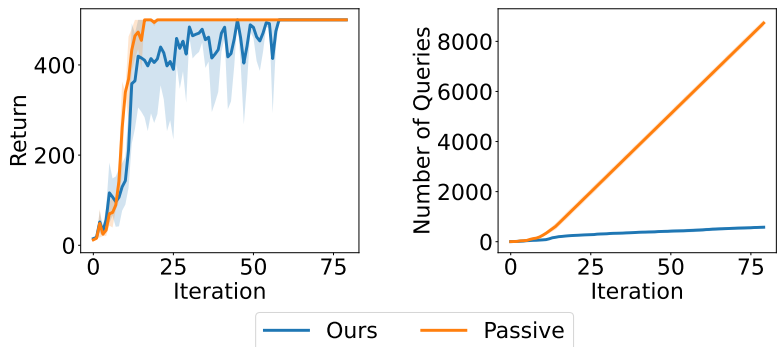 Return
400
200
0
0
25
50
75
Iteration
Number of Queries
8000
6000
4000
2000
0
0
25
50
75
Iteration
Ours
Passive